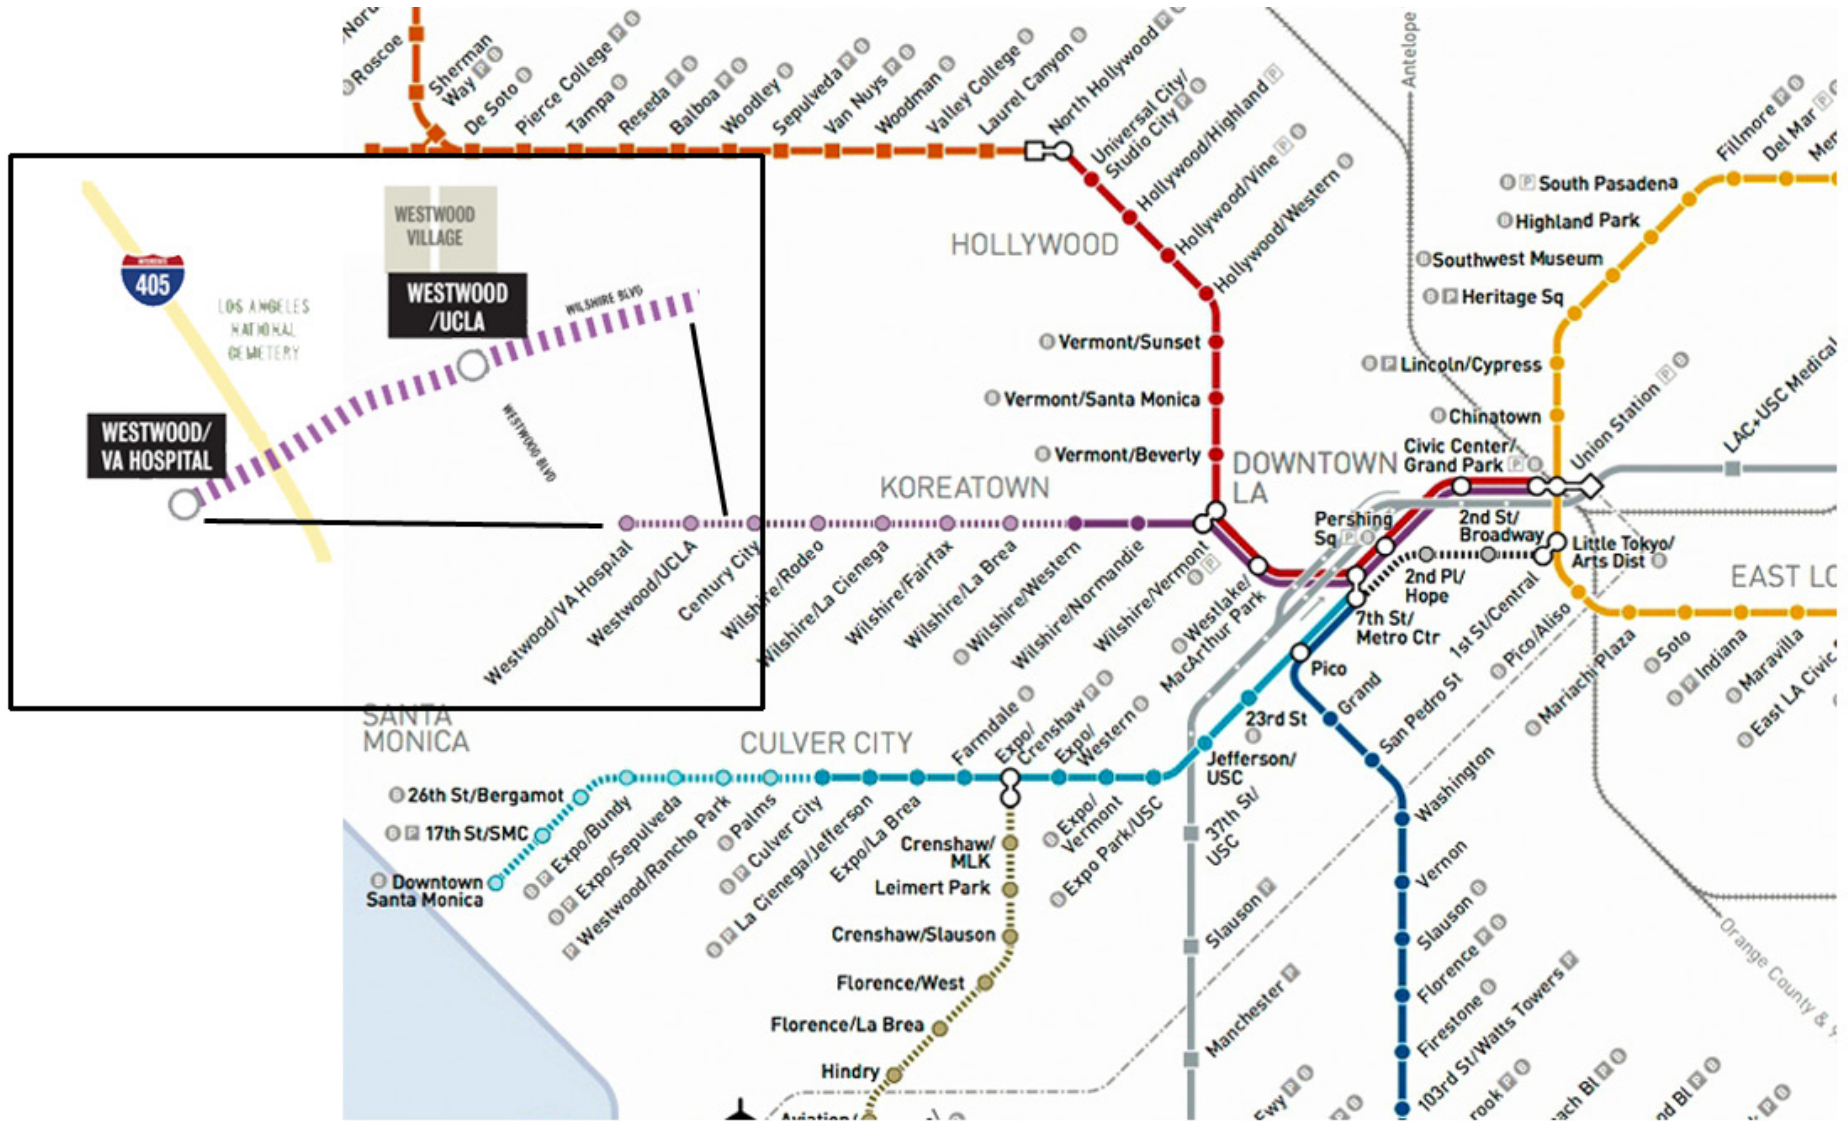 Roscoe
Sherman
Way P B
De Soto B
Pierce College P B
Tampa B
Reseda P B
Balboa P B
Woodley B
Sepulveda P B
Van Nuys P B
Woodman B
Valley College B
Laurel Canyon B
North Hollywood P B
Universal City/
Studio City P B
Hollywood/Highland P
Hollywood/Vine P B
Hollywood/Western B
Antelope
Fillmore P B
Del Mar P
B P South Pasadena
B Highland Park
B Southwest Museum
B P Heritage Sq
B P Lincoln/Cypress
B Chinatown
Union Station P B
LAC+USC Medical
HOLLYWOOD
B Vermont/Sunset
B Vermont/Santa Monica
B Vermont/Beverly
INTERSTATE
405
LOS ANGELES
NATIONAL
CEMETERY
WESTWOOD
VILLAGE
WESTWOOD
/UCLA
WILSHIRE BLVD
WESTWOOD BLVD
WESTWOOD/
VA HOSPITAL
KOREATOWN
DOWNTOWN
LA
Civic Center/
Grand Park P B
Pershing
Sq P B
2nd St/
Broadway
Little Tokyo/
Arts Dist B
2nd Pl/
Hope
7th St/
Metro Ctr
1st St/Central
EAST LO
Westwood/VA Hospital
Westwood/UCLA
Century City
Wilshire/Rodeo
Wilshire/La Cienega
Wilshire/Fairfax
Wilshire/La Brea
B Wilshire/Western
Wilshire/Normandie
Wilshire/Vermont
B P
B Westlake/
MacArthur Park
Pico
Grand
San Pedro St
Washington
Vernon
Slauson B
Florence P B
Firestone B
103rd St/Watts Towers P
B Pico/Aliso
B Mariachi Plaza
B Soto
B P Indiana
B Maravilla
B East LA Civic
SANTA
MONICA
CULVER CITY
Farmdale B
Expo/
Crenshaw P B
Expo/
Western B
23rd St
B
Jefferson/
USC
37th St/
USC
Slauson P
Manchester P
B 26th St/Bergamot
B P 17th St/SMC
B Downtown
Santa Monica
B P Expo/Bundy
B P Expo/Sepulveda
P Westwood/Rancho Park
B Palms
B P Culver City
B P La Cienega/Jefferson
Expo/La Brea
B Expo/
Vermont
B Expo Park/USC
Crenshaw/
MLK
Leimert Park
Crenshaw/Slauson
Florence/West
Florence/La Brea
Hindry
Aviation/
Orange County &
Fwy P B
rook P B
each Bl P B
od Bl P B
P B